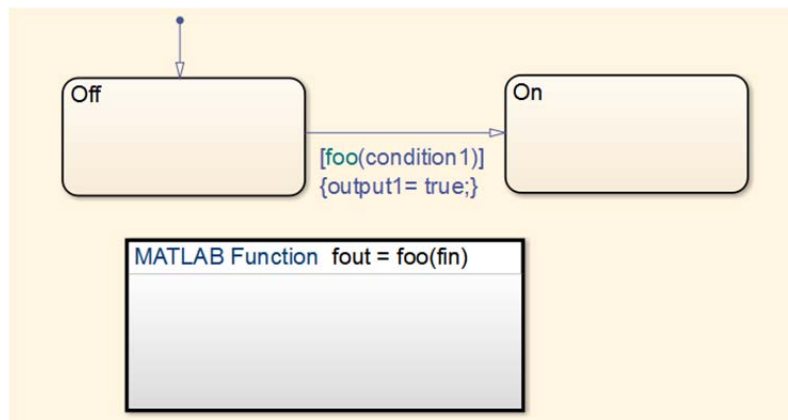 Off
On
[foo(condition1)]
{output1= true;}
MATLAB Function fout = foo(fin)